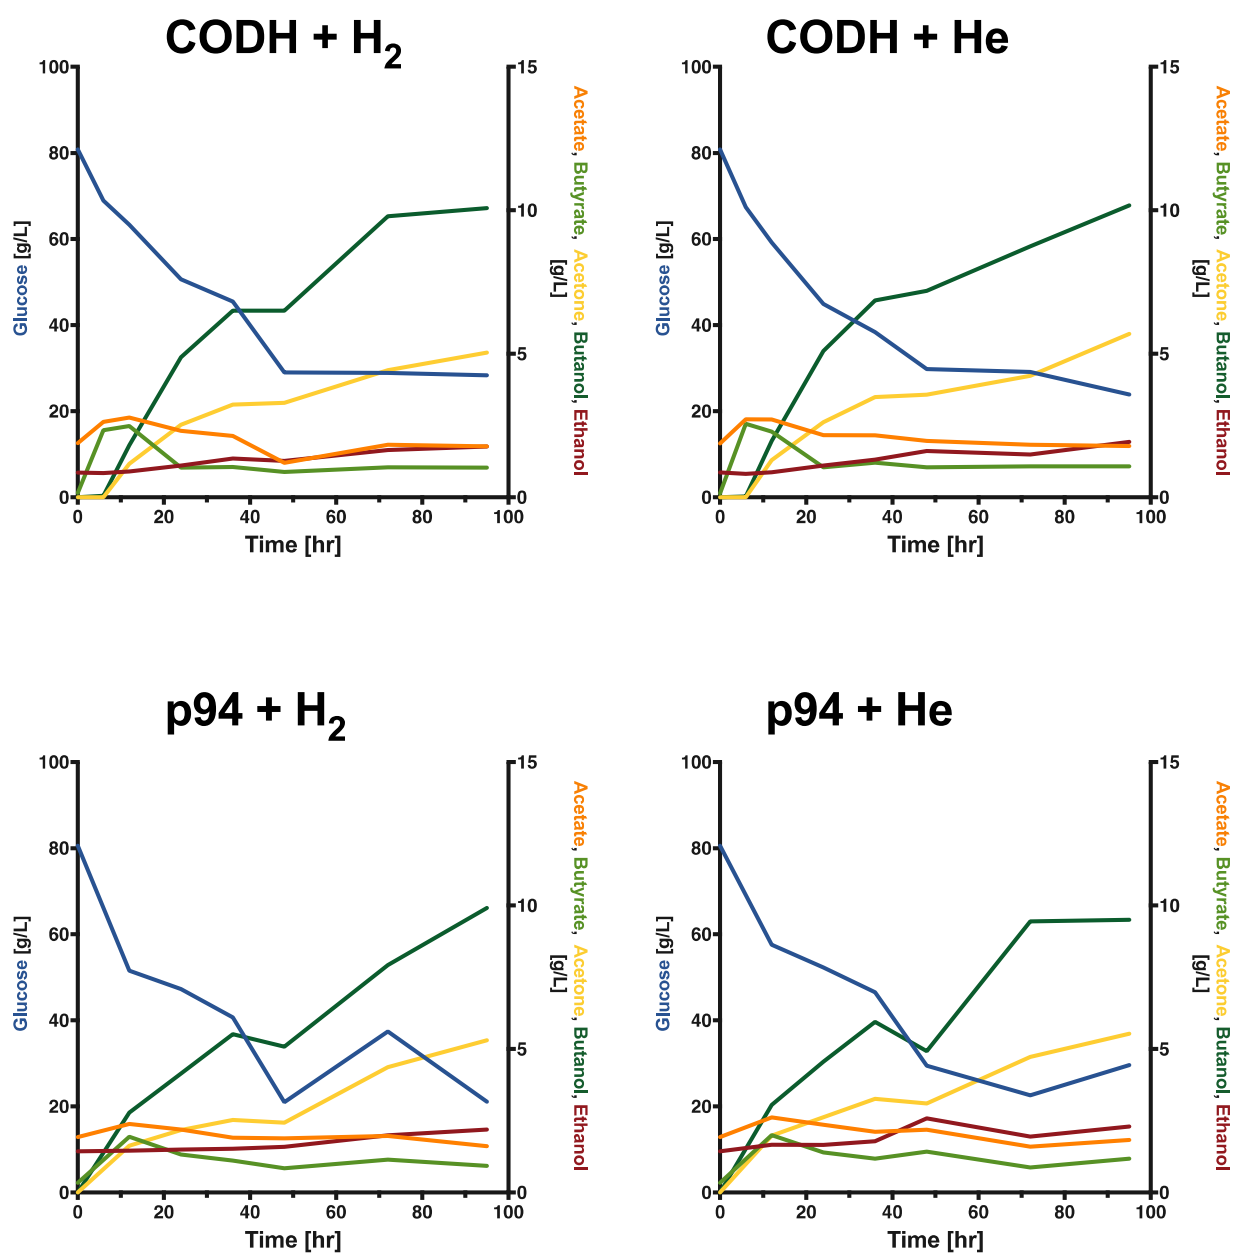 CODH + H2
100
80
60
40
20
0
15
10
5
0
0 20 40 60 80 100
Time [hr]
Glucose [g/L]
Acetate, Butyrate, Acetone, Butanol, Ethanol
[g/L]
CODH + He
100
80
60
40
20
0
15
10
5
0
0 20 40 60 80 100
Time [hr]
Glucose [g/L]
Acetate, Butyrate, Acetone, Butanol, Ethanol
[g/L]
p94 + H2
100
80
60
40
20
0
15
10
5
0
0 20 40 60 80 100
Time [hr]
Glucose [g/L]
Acetate, Butyrate, Acetone, Butanol, Ethanol
[g/L]
p94 + He
100
80
60
40
20
0
15
10
5
0
0 20 40 60 80 100
Time [hr]
Glucose [g/L]
Acetate, Butyrate, Acetone, Butanol, Ethanol
[g/L]